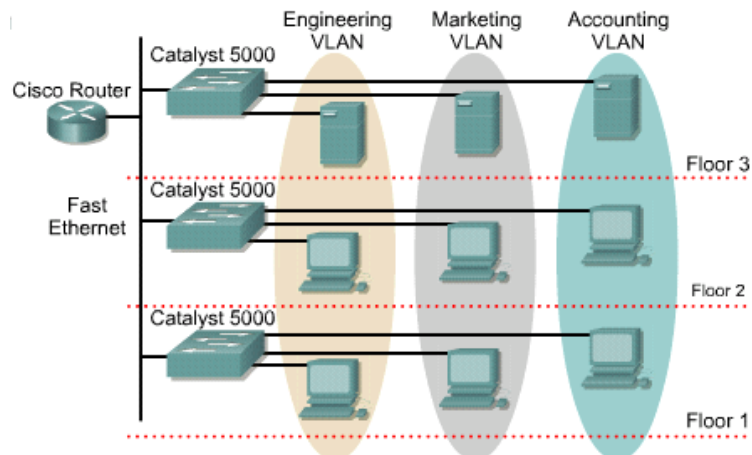 Engineering
VLAN
Marketing
VLAN
Accounting
VLAN
Catalyst 5000
Cisco Router
Floor 3
Catalyst 5000
Fast
Ethernet
Floor 2
Catalyst 5000
Floor 1